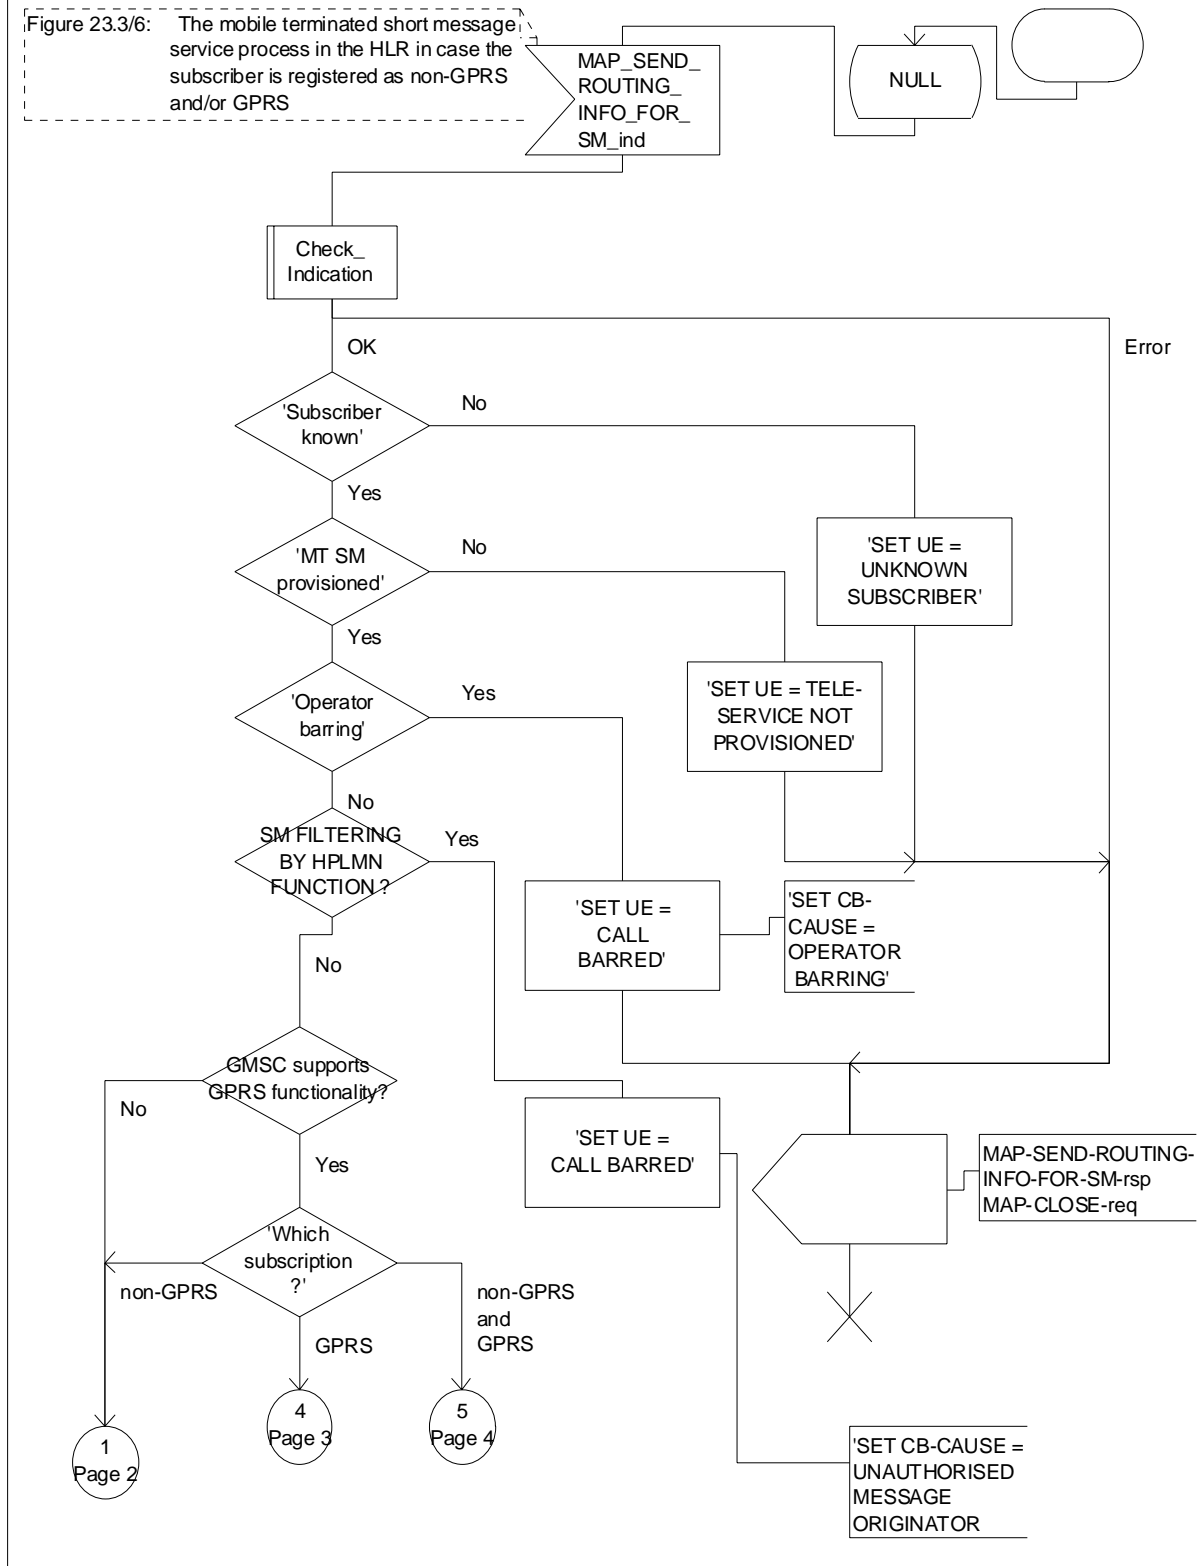 Figure 23.3/6: The mobile terminated short message
service process in the HLR in case the
subscriber is registered as non-GPRS
and/or GPRS
MAP_SEND_
ROUTING_
INFO_FOR_
SM_ind
NULL
Check_
Indication
OK
Error
'Subscriber
known'
No
Yes
'SET UE =
UNKNOWN
SUBSCRIBER'
'MT SM
provisioned'
No
Yes
'SET UE = TELE-
SERVICE NOT
PROVISIONED'
'Operator
barring'
Yes
No
SM FILTERING
BY HPLMN
FUNCTION ?
Yes
No
'SET UE =
CALL
BARRED'
'SET CB-
CAUSE =
OPERATOR
BARRING'
GMSC supports
GPRS functionality?
No
Yes
'SET UE =
CALL BARRED'
MAP-SEND-ROUTING-
INFO-FOR-SM-rsp
MAP-CLOSE-req
'Which
subscription
?'
non-GPRS
GPRS
non-GPRS
and
GPRS
1
Page 2
4
Page 3
5
Page 4
'SET CB-CAUSE =
UNAUTHORISED
MESSAGE
ORIGINATOR